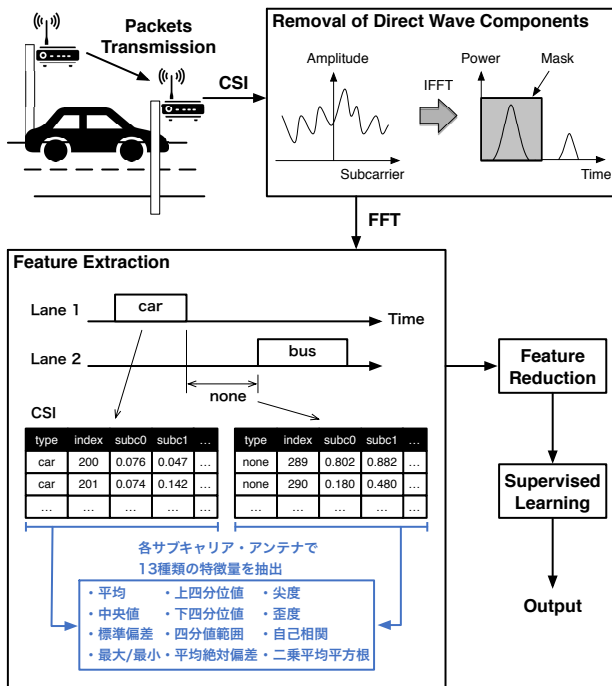 Packets
Transmission
CSI
Removal of Direct Wave Components
Amplitude
Subcarrier
IFFT
Power
Mask
Time
FFT
Feature Extraction
Lane 1
car
Time
Lane 2
bus
none
CSI
type index subc0 subc1 …
car 200 0.076 0.047 …
car 201 0.074 0.142 …
… … … …
type index subc0 subc1 …
none 289 0.802 0.882 …
none 290 0.180 0.480 …
… … … …
各サブキャリア・アンテナで
13種類の特徴量を抽出
・平均 ・上四分位値 ・尖度
・中央値 ・下四分位値 ・歪度
・標準偏差 ・四分値範囲 ・自己相関
・最大/最小 ・平均絶対偏差 ・二乗平均平方根
Feature
Reduction
Supervised
Learning
Output